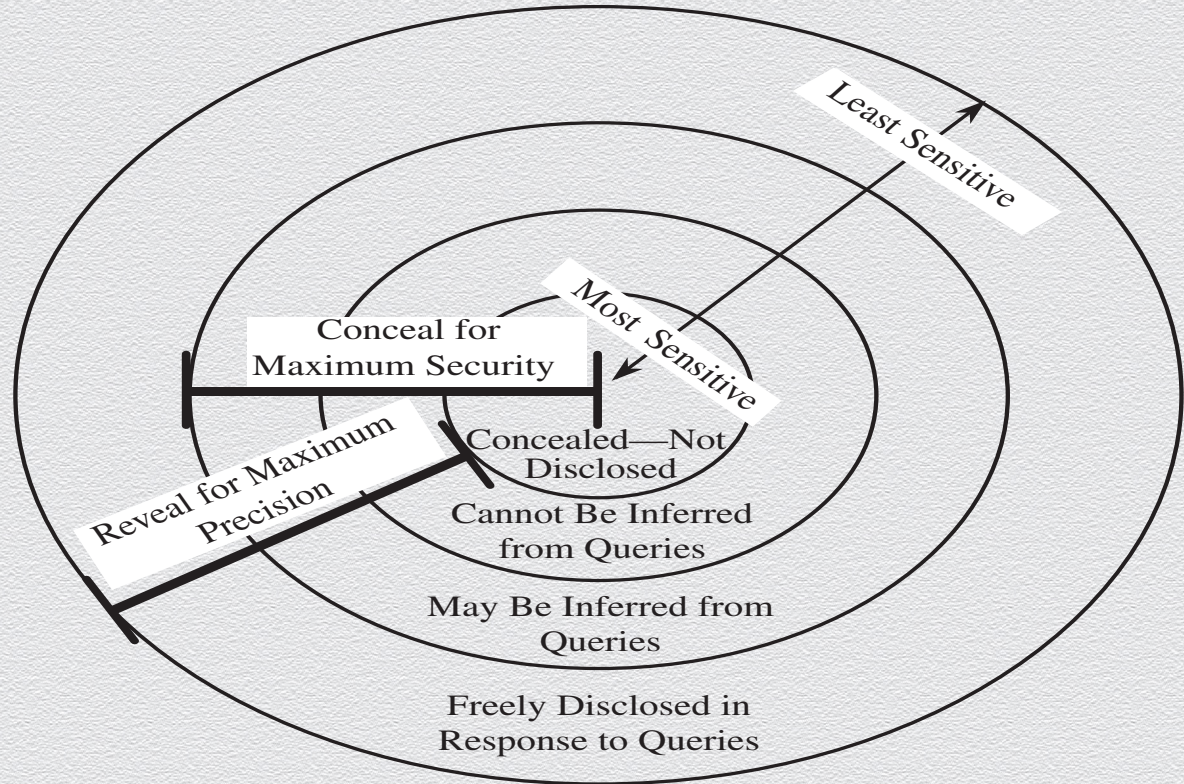 Least Sensitive
Most Sensitive
Conceal for
Maximum Security
Reveal for Maximum
Precision
Concealed—Not
Disclosed
Cannot Be Inferred
from Queries
May Be Inferred from
Queries
Freely Disclosed in
Response to Queries